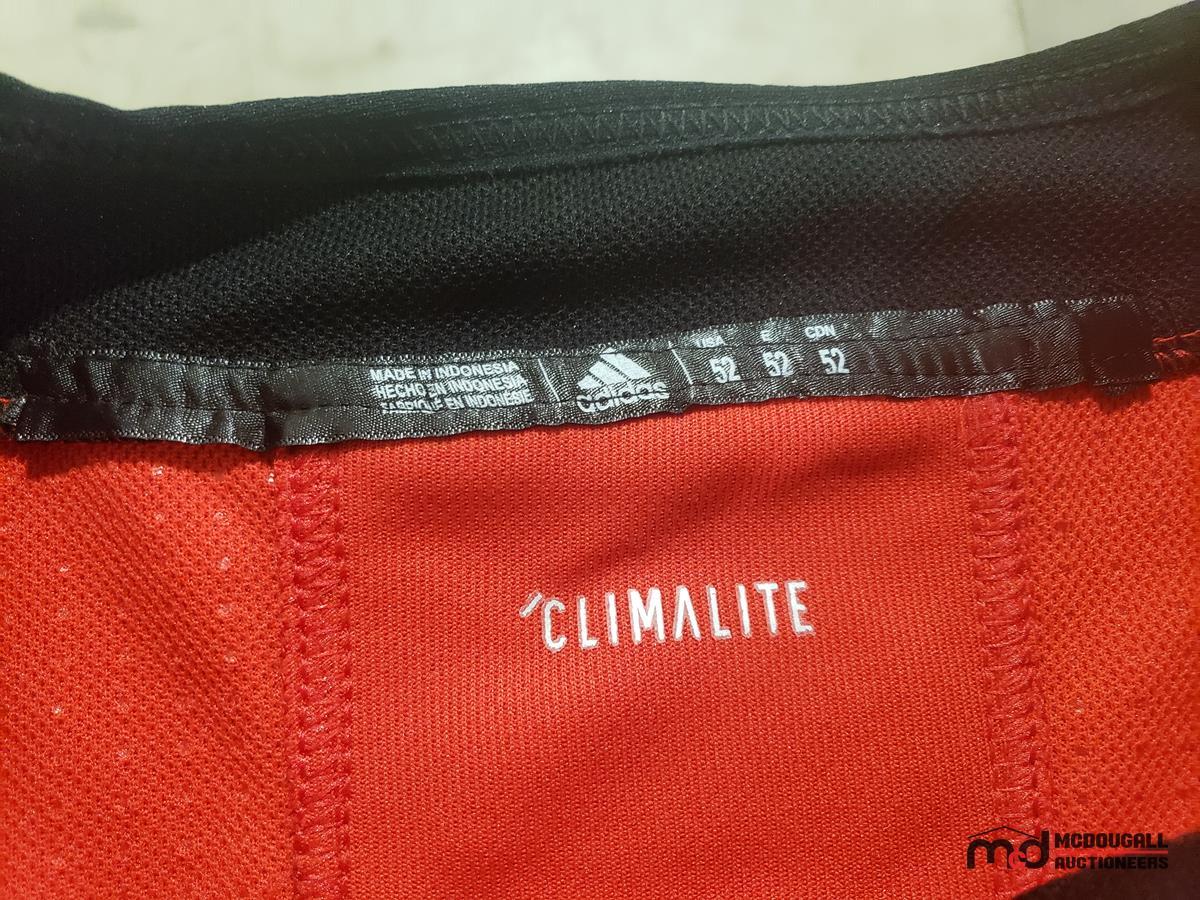 MADE IN INDONESIA
HECHO EN INDONESIA
FABRIQUÉ EN INDONÉSIE
adidas
USA E CDN
52 52 52
'CLIMALITE
m&d MCDOUGALL
AUCTIONEERS